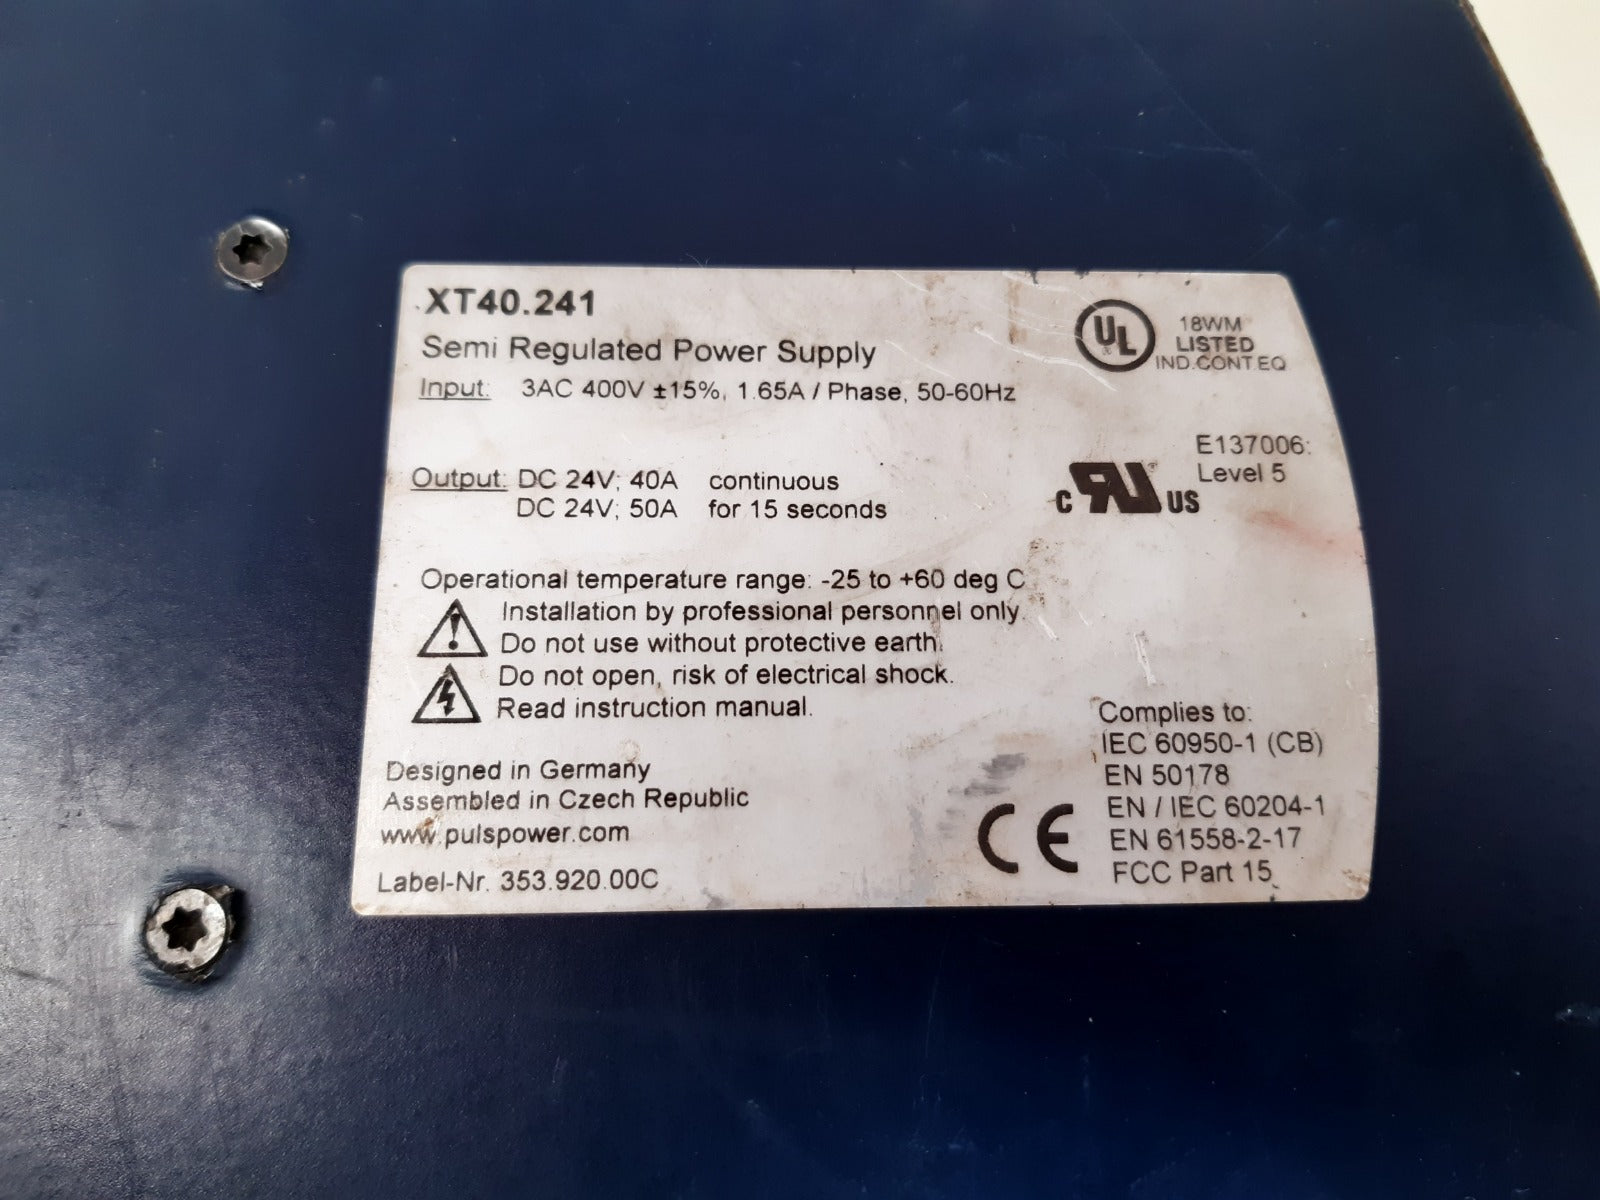 XT40.241
Semi Regulated Power Supply
Input: 3AC 400V ±15%, 1.65A / Phase, 50-60Hz
Output: DC 24V; 40A continuous
DC 24V; 50A for 15 seconds
Operational temperature range: -25 to +60 deg C
Installation by professional personnel only.
Do not use without protective earth.
Do not open, risk of electrical shock.
Read instruction manual.
Designed in Germany
Assembled in Czech Republic
www.pulspower.com
Label-Nr. 353.920.00C
UL ®
18WM
LISTED
IND.CONT.EQ
E137006:
Level 5
c RU US
Complies to:
IEC 60950-1 (CB)
EN 50178
EN / IEC 60204-1
EN 61558-2-17
FCC Part 15
CE